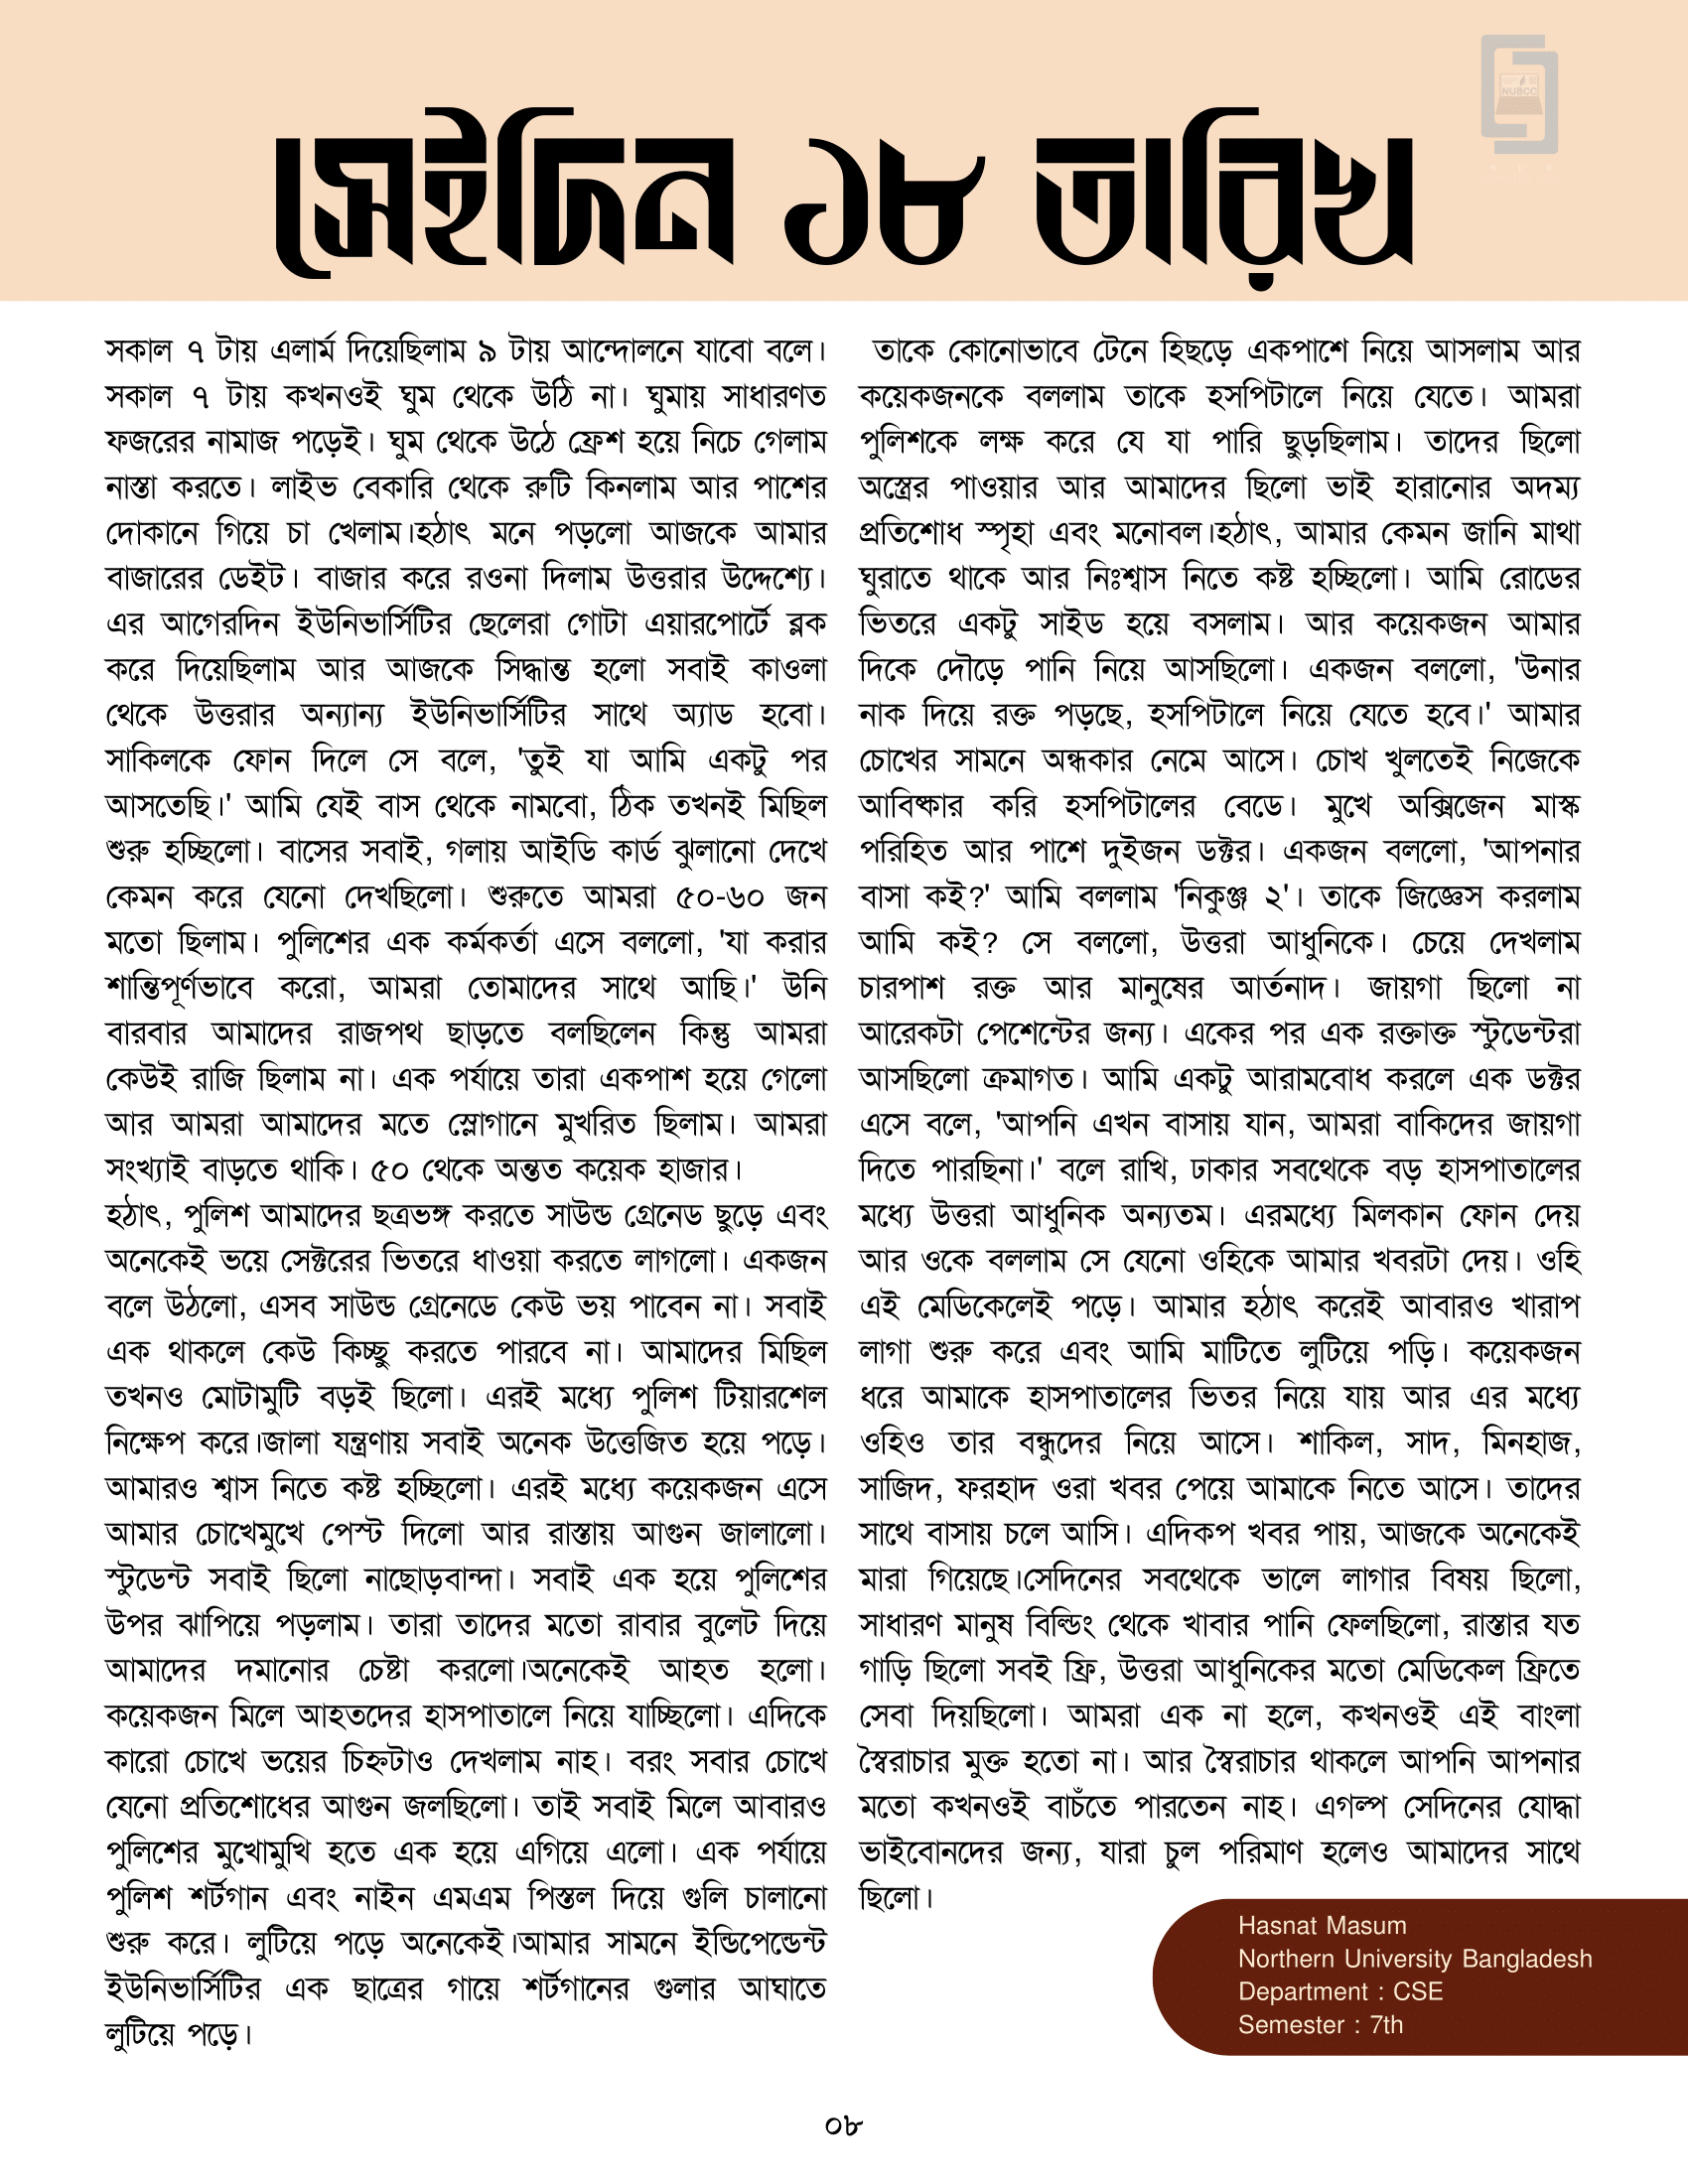 সেইদিন ১৮ তারিখ
NUBCC
সকাল ৭ টায় এলার্ম দিয়েছিলাম ৯ টায় আন্দোলনে যাবো বলে।
সকাল ৭ টায় কখনওই ঘুম থেকে উঠি না। ঘুমায় সাধারণত
ফজরের নামাজ পড়েই। ঘুম থেকে উঠে ফ্রেশ হয়ে নিচে গেলাম
নাস্তা করতে। লাইভ বেকারি থেকে রুটি কিনলাম আর পাশের
দোকানে গিয়ে চা খেলাম।হঠাৎ মনে পড়লো আজকে আমার
বাজারের ডেইট। বাজার করে রওনা দিলাম উত্তরার উদ্দেশ্যে।
এর আগেরদিন ইউনিভার্সিটির ছেলেরা গোটা এয়ারপোর্টে ব্লক
করে দিয়েছিলাম আর আজকে সিদ্ধান্ত হলো সবাই কাওলা
থেকে উত্তরার অন্যান্য ইউনিভার্সিটির সাথে অ্যাড হবো।
সাকিলকে ফোন দিলে সে বলে, 'তুই যা আমি একটু পর
আসতেছি।' আমি যেই বাস থেকে নামবো, ঠিক তখনই মিছিল
শুরু হচ্ছিলো। বাসের সবাই, গলায় আইডি কার্ড ঝুলানো দেখে
কেমন করে যেনো দেখছিলো। শুরুতে আমরা ৫০-৬০ জন
মতো ছিলাম। পুলিশের এক কর্মকর্তা এসে বললো, 'যা করার
শান্তিপূর্ণভাবে করো, আমরা তোমাদের সাথে আছি।' উনি
বারবার আমাদের রাজপথ ছাড়তে বলছিলেন কিন্তু আমরা
কেউই রাজি ছিলাম না। এক পর্যায়ে তারা একপাশ হয়ে গেলো
আর আমরা আমাদের মতে স্লোগানে মুখরিত ছিলাম। আমরা
সংখ্যাই বাড়তে থাকি। ৫০ থেকে অন্তত কয়েক হাজার।
হঠাৎ, পুলিশ আমাদের ছত্রভঙ্গ করতে সাউন্ড গ্রেনেড ছুড়ে এবং
অনেকেই ভয়ে সেক্টরের ভিতরে ধাওয়া করতে লাগলো। একজন
বলে উঠলো, এসব সাউন্ড গ্রেনেডে কেউ ভয় পাবেন না। সবাই
এক থাকলে কেউ কিচ্ছু করতে পারবে না। আমাদের মিছিল
তখনও মোটামুটি বড়ই ছিলো। এরই মধ্যে পুলিশ টিয়ারশেল
নিক্ষেপ করে।জালা যন্ত্রণায় সবাই অনেক উত্তেজিত হয়ে পড়ে।
আমারও শ্বাস নিতে কষ্ট হচ্ছিলো। এরই মধ্যে কয়েকজন এসে
আমার চোখেমুখে পেস্ট দিলো আর রাস্তায় আগুন জালালো।
স্টুডেন্ট সবাই ছিলো নাছোড়বান্দা। সবাই এক হয়ে পুলিশের
উপর ঝাপিয়ে পড়লাম। তারা তাদের মতো রাবার বুলেট দিয়ে
আমাদের দমানোর চেষ্টা করলো।অনেকেই আহত হলো।
কয়েকজন মিলে আহতদের হাসপাতালে নিয়ে যাচ্ছিলো। এদিকে
কারো চোখে ভয়ের চিহ্নটাও দেখলাম নাহ। বরং সবার চোখে
যেনো প্রতিশোধের আগুন জলছিলো। তাই সবাই মিলে আবারও
পুলিশের মুখোমুখি হতে এক হয়ে এগিয়ে এলো। এক পর্যায়ে
পুলিশ শর্টগান এবং নাইন এমএম পিস্তল দিয়ে গুলি চালানো
শুরু করে। লুটিয়ে পড়ে অনেকেই।আমার সামনে ইন্ডিপেন্ডেন্ট
ইউনিভার্সিটির এক ছাত্রের গায়ে শর্টগানের গুলার আঘাতে
লুটিয়ে পড়ে।
তাকে কোনোভাবে টেনে হিছড়ে একপাশে নিয়ে আসলাম আর
কয়েকজনকে বললাম তাকে হসপিটালে নিয়ে যেতে। আমরা
পুলিশকে লক্ষ করে যে যা পারি ছুড়ছিলাম। তাদের ছিলো
অস্ত্রের পাওয়ার আর আমাদের ছিলো ভাই হারানোর অদম্য
প্রতিশোধ স্পৃহা এবং মনোবল।হঠাৎ, আমার কেমন জানি মাথা
ঘুরাতে থাকে আর নিঃশ্বাস নিতে কষ্ট হচ্ছিলো। আমি রোডের
ভিতরে একটু সাইড হয়ে বসলাম। আর কয়েকজন আমার
দিকে দৌড়ে পানি নিয়ে আসছিলো। একজন বললো, 'উনার
নাক দিয়ে রক্ত পড়ছে, হসপিটালে নিয়ে যেতে হবে।' আমার
চোখের সামনে অন্ধকার নেমে আসে। চোখ খুলতেই নিজেকে
আবিষ্কার করি হসপিটালের বেডে। মুখে অক্সিজেন মাস্ক
পরিহিত আর পাশে দুইজন ডক্টর। একজন বললো, 'আপনার
বাসা কই?' আমি বললাম 'নিকুঞ্জ ২'। তাকে জিজ্ঞেস করলাম
আমি কই? সে বললো, উত্তরা আধুনিকে। চেয়ে দেখলাম
চারপাশ রক্ত আর মানুষের আর্তনাদ। জায়গা ছিলো না
আরেকটা পেশেন্টের জন্য। একের পর এক রক্তাক্ত স্টুডেন্টরা
আসছিলো ক্রমাগত। আমি একটু আরামবোধ করলে এক ডক্টর
এসে বলে, 'আপনি এখন বাসায় যান, আমরা বাকিদের জায়গা
দিতে পারছিনা।' বলে রাখি, ঢাকার সবথেকে বড় হাসপাতালের
মধ্যে উত্তরা আধুনিক অন্যতম। এরমধ্যে মিলকান ফোন দেয়
আর ওকে বললাম সে যেনো ওহিকে আমার খবরটা দেয়। ওহি
এই মেডিকেলেই পড়ে। আমার হঠাৎ করেই আবারও খারাপ
লাগা শুরু করে এবং আমি মাটিতে লুটিয়ে পড়ি। কয়েকজন
ধরে আমাকে হাসপাতালের ভিতর নিয়ে যায় আর এর মধ্যে
ওহিও তার বন্ধুদের নিয়ে আসে। শাকিল, সাদ, মিনহাজ,
সাজিদ, ফরহাদ ওরা খবর পেয়ে আমাকে নিতে আসে। তাদের
সাথে বাসায় চলে আসি। এদিকপ খবর পায়, আজকে অনেকেই
মারা গিয়েছে।সেদিনের সবথেকে ভালে লাগার বিষয় ছিলো,
সাধারণ মানুষ বিল্ডিং থেকে খাবার পানি ফেলছিলো, রাস্তার যত
গাড়ি ছিলো সবই ফ্রি, উত্তরা আধুনিকের মতো মেডিকেল ফ্রিতে
সেবা দিয়ছিলো। আমরা এক না হলে, কখনওই এই বাংলা
স্বৈরাচার মুক্ত হতো না। আর স্বৈরাচার থাকলে আপনি আপনার
মতো কখনওই বাচঁতে পারতেন নাহ। এগল্প সেদিনের যোদ্ধা
ভাইবোনদের জন্য, যারা চুল পরিমাণ হলেও আমাদের সাথে
ছিলো।
Hasnat Masum
Northern University Bangladesh
Department : CSE
Semester : 7th
০৮